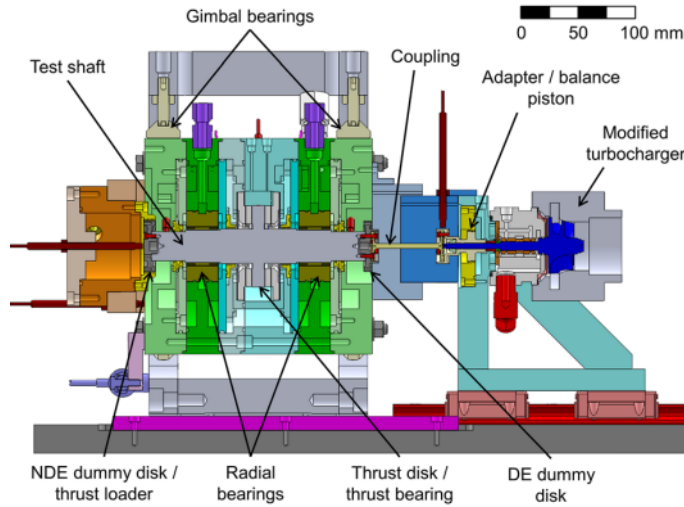 Gimbal bearings
0 50 100 mm
Test shaft
Coupling
Adapter / balance
piston
Modified
turbocharger
NDE dummy disk /
thrust loader
Radial
bearings
Thrust disk /
thrust bearing
DE dummy
disk